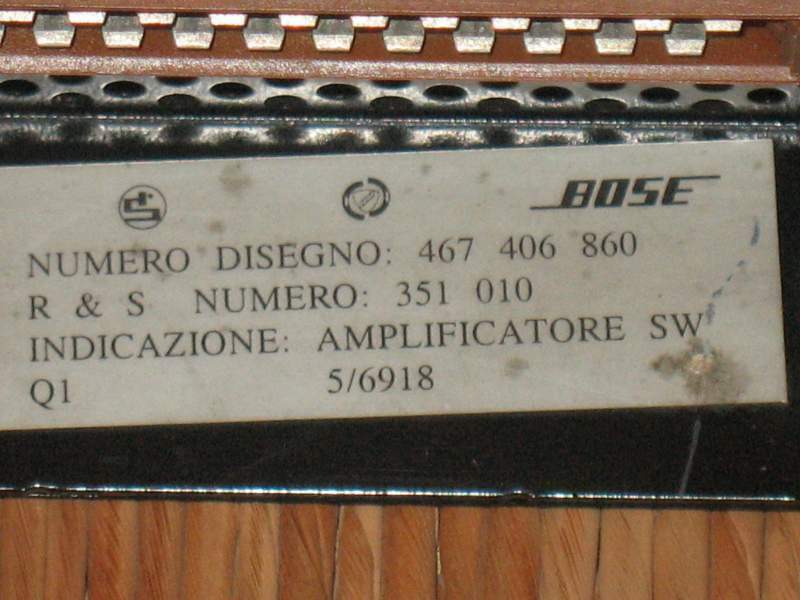 BOSE
NUMERO DISEGNO: 467 406 860
R & S NUMERO: 351 010
INDICAZIONE: AMPLIFICATORE SW
Q1 5/6918